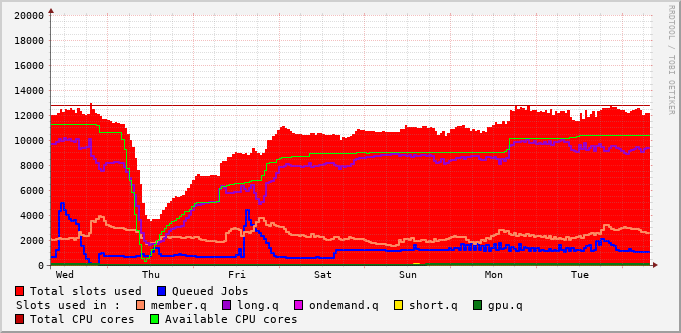 20000
18000
16000
14000
12000
10000
8000
6000
4000
2000
0
Wed Thu Fri Sat Sun Mon Tue
RRDTOOL / TOBI OETIKER
Total slots used Queued Jobs
Slots used in : member.q long.q ondemand.q short.q gpu.q
Total CPU cores Available CPU cores